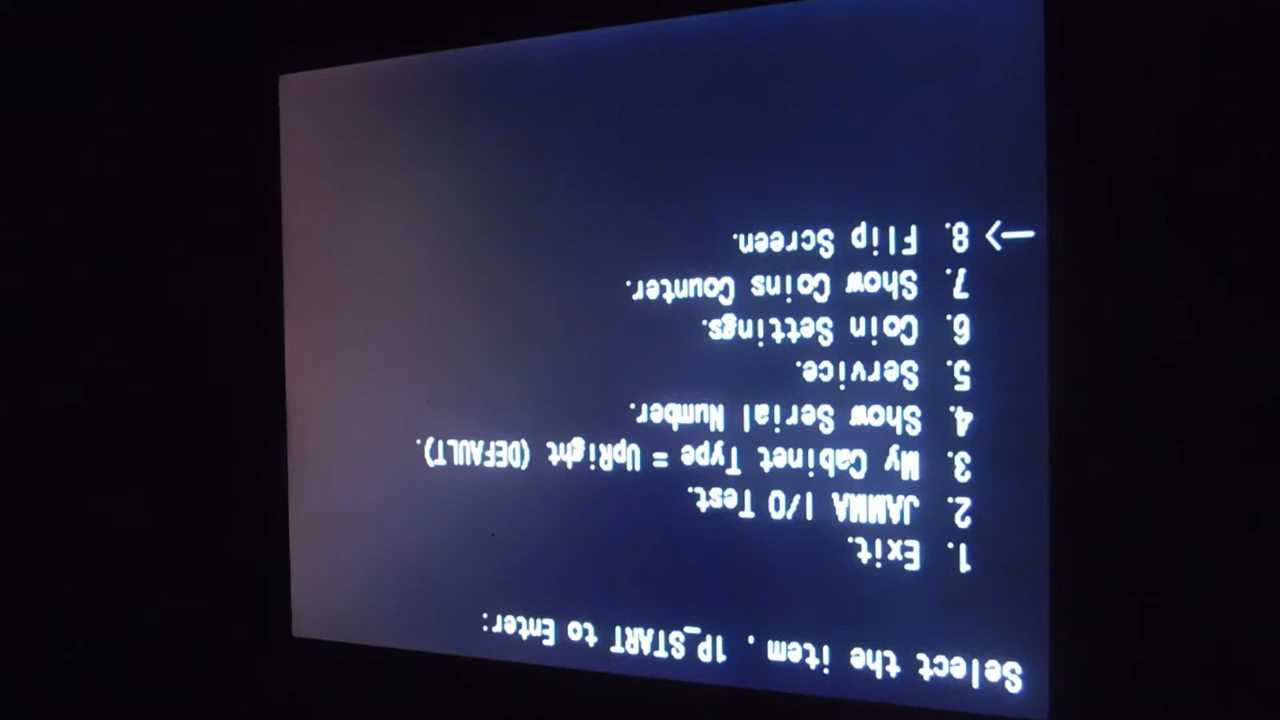 Select the item . 1P_START to Enter:
1. Exit.
2. JAMMA I/O Test.
3. My Cabinet Type = UpRight (DEFAULT).
4. Show Serial Number.
5. Service.
6. Coin Settings.
7. Show Coins Counter.
—> 8. Flip Screen.